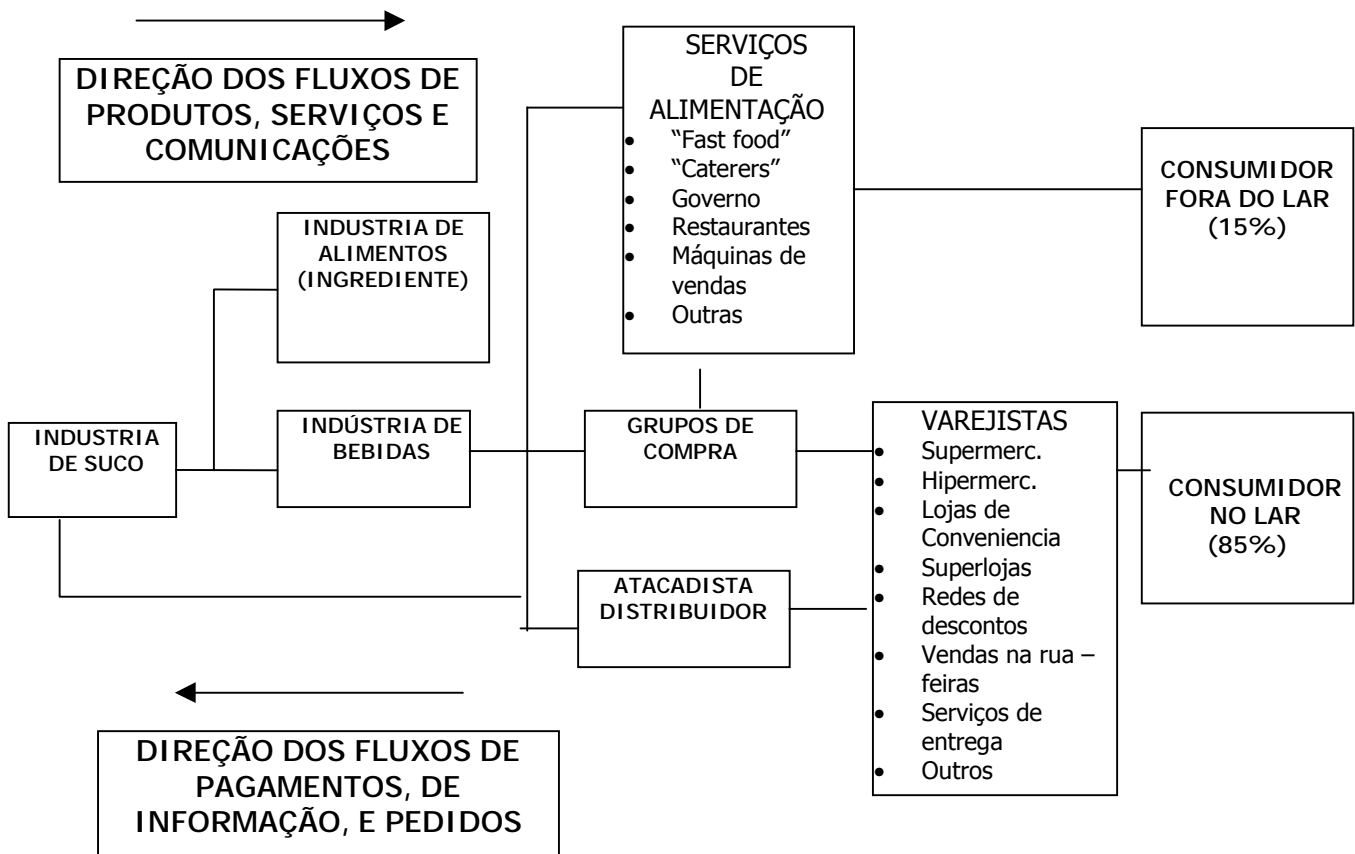 DIREÇÃO DOS FLUXOS DE
PRODUTOS, SERVIÇOS E
COMUNICAÇÕES
SERVIÇOS
DE
ALIMENTAÇÃO
• “Fast food”
• “Caterers”
• Governo
• Restaurantes
• Máquinas de
vendas
• Outras
CONSUMIDOR
FORA DO LAR
(15%)
INDUSTRIA DE
ALIMENTOS
(INGREDIENTE)
INDUSTRIA
DE SUCO
INDÚSTRIA DE
BEBIDAS
GRUPOS DE
COMPRA
VAREJISTAS
• Supermerc.
• Hipermerc.
• Lojas de
Conveniencia
• Superlojas
• Redes de
descontos
• Vendas na rua –
feiras
• Serviços de
entrega
• Outros
CONSUMIDOR
NO LAR
(85%)
ATACADISTA
DISTRIBUIDOR
DIREÇÃO DOS FLUXOS DE
PAGAMENTOS, DE
INFORMAÇÃO, E PEDIDOS